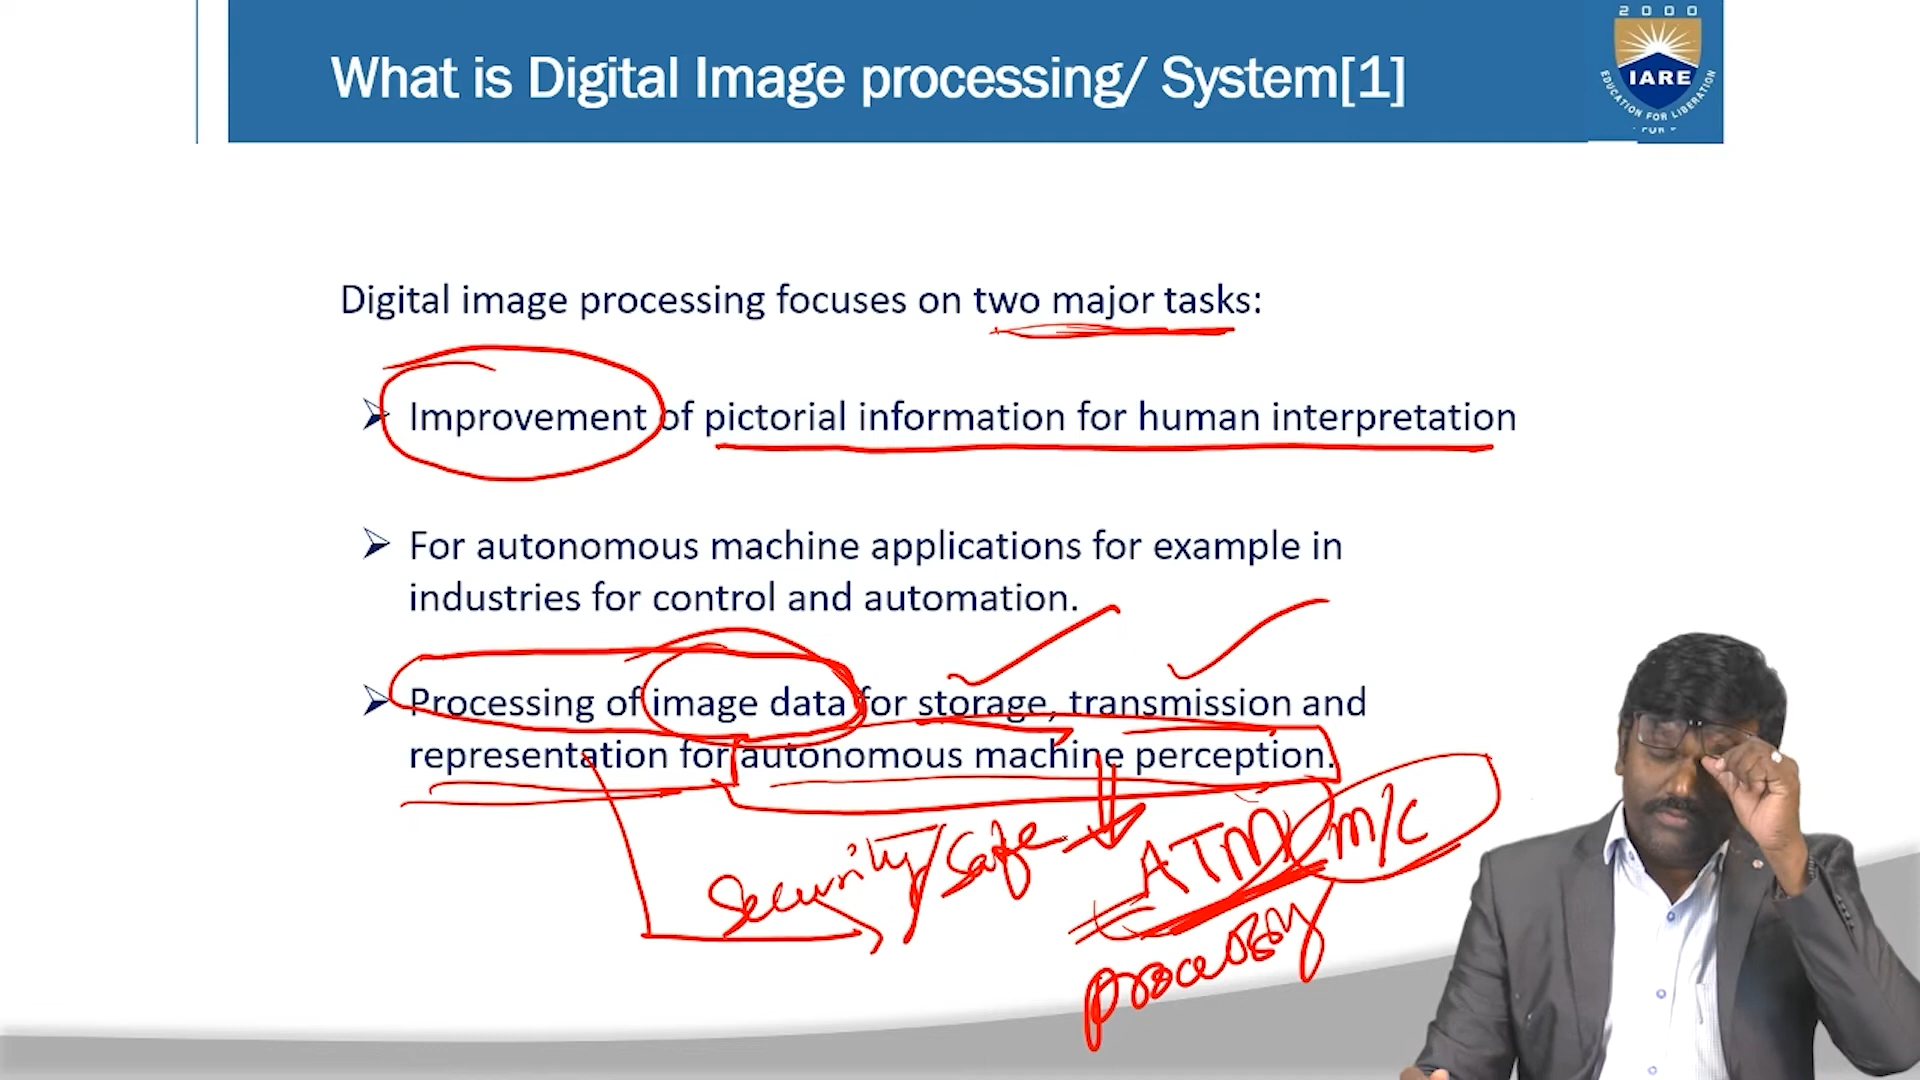 2000
What is Digital Image processing/ System[1]
IARE
EDUCATION FOR LIBERATION
Digital image processing focuses on two major tasks:
Improvement of pictorial information for human interpretation
For autonomous machine applications for example in
industries for control and automation.
Processing of image data for storage, transmission and
representation for autonomous machine perception.
Security/Safe
ATM m/c